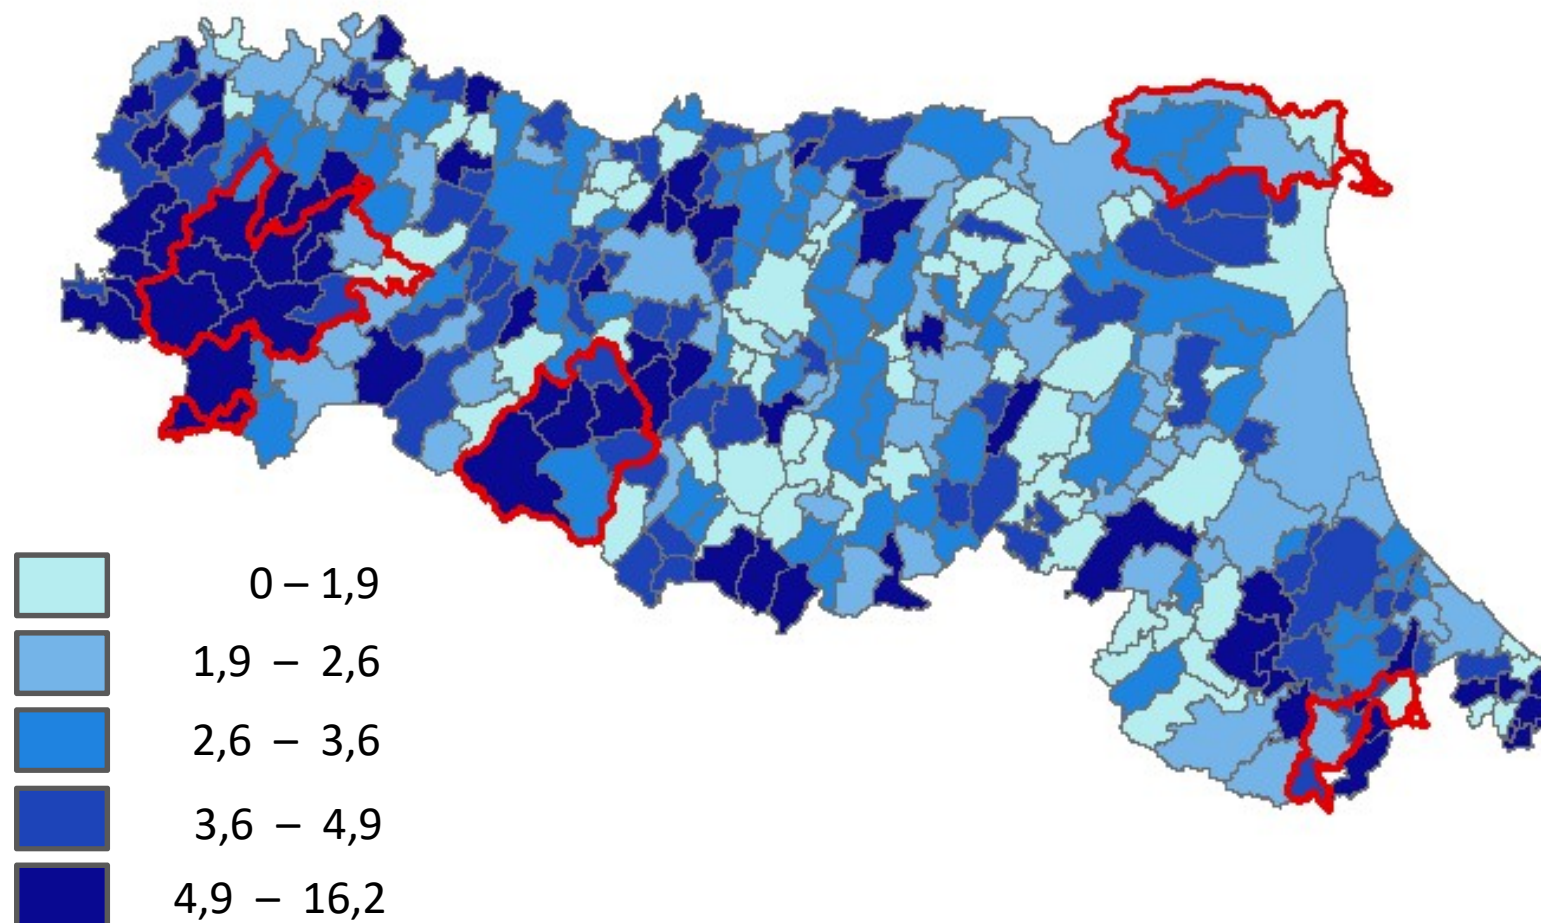 0 – 1,9
1,9 – 2,6
2,6 – 3,6
3,6 – 4,9
4,9 – 16,2